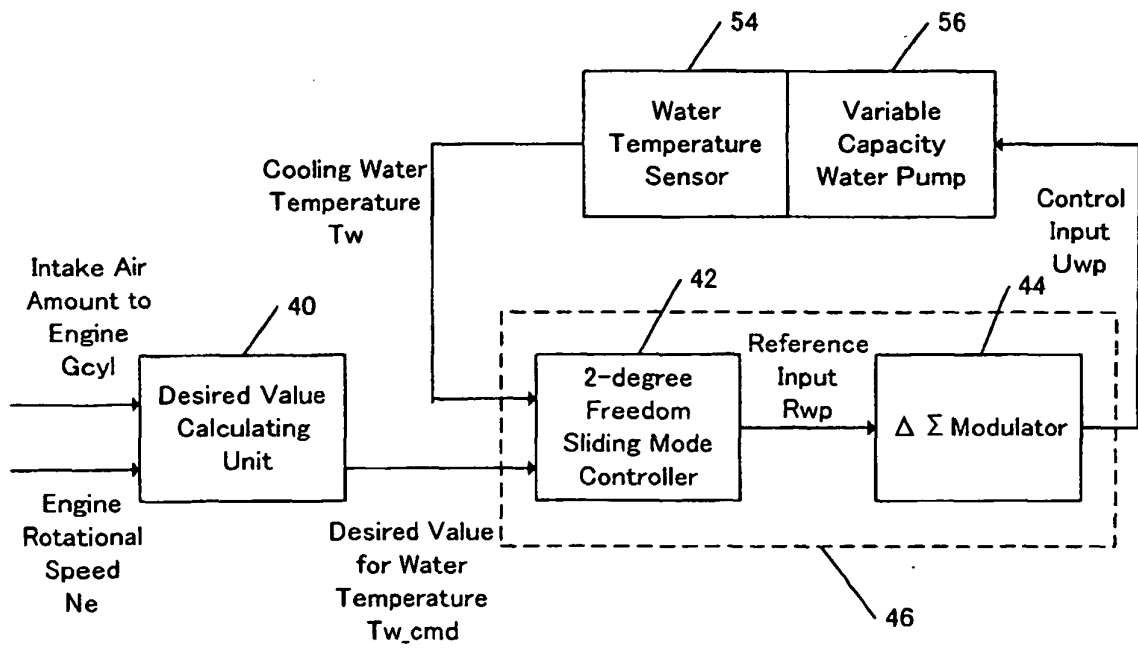 54
56
Water
Temperature
Sensor
Variable
Capacity
Water Pump
Cooling Water
Temperature
Tw
Control
Input
Uwp
Intake Air
Amount to
Engine
Gcyl
40
42
44
Desired Value
Calculating
Unit
2-degree
Freedom
Sliding Mode
Controller
Reference
Input
Rwp
Δ Σ Modulator
Engine
Rotational
Speed
Ne
Desired Value
for Water
Temperature
Tw_cmd
46